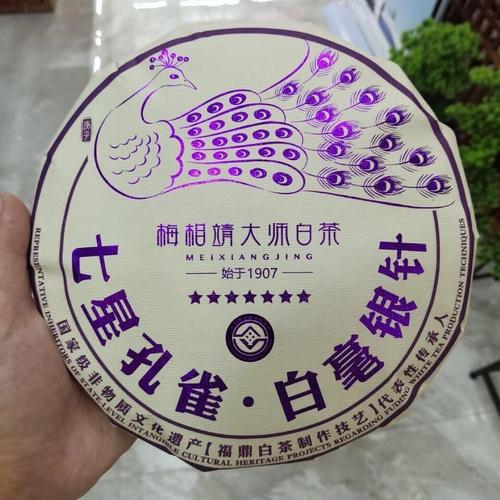 庚子
梅相靖大师白茶
MEIXIANGJING
始于1907
七星孔雀·白毫银针
国家级非物质文化遗产【福鼎白茶制作技艺】代表性传承人
REPRESENTATIVE INHERITORS OF STATE-LEVEL INTANGIBLE CULTURAL HERITAGE PROJECTS REGARDING FUDING WHITE TEA PRODUCTION TECHNIQUES